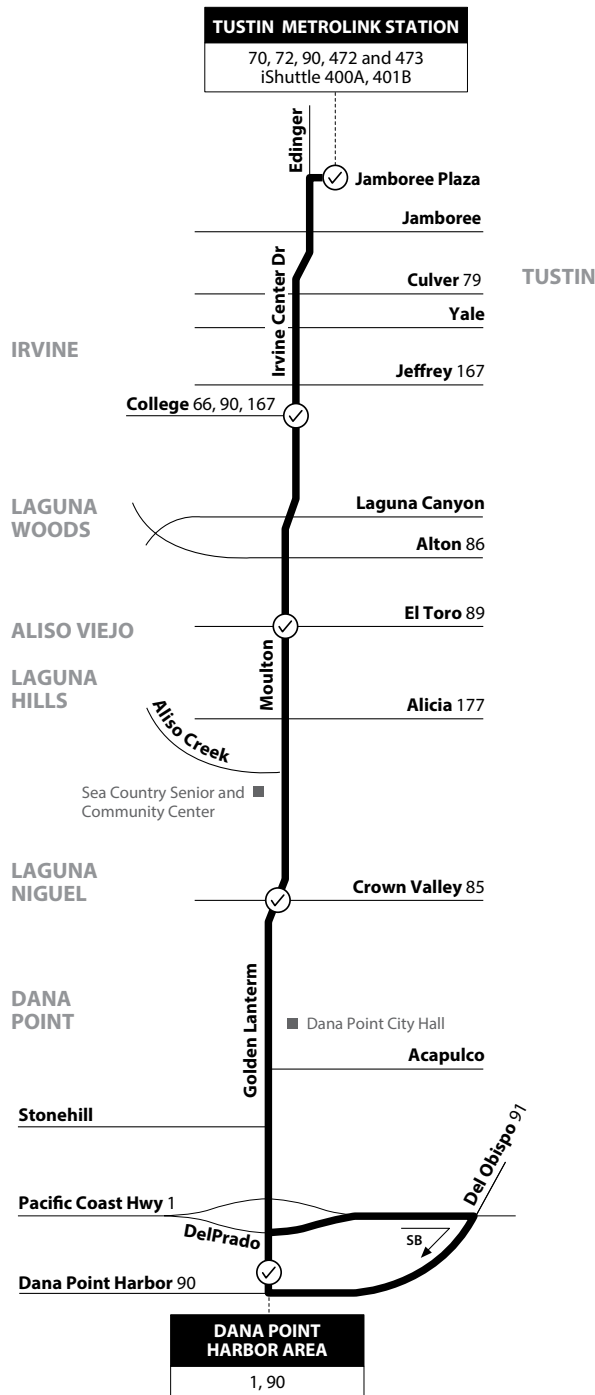 TUSTIN METROLINK STATION
70, 72, 90, 472 and 473
iShuttle 400A, 401B
Edinger
Jamboree Plaza
Jamboree
Irvine Center Dr
Culver 79
TUSTIN
Yale
IRVINE
Jeffrey 167
College 66, 90, 167
LAGUNA
WOODS
Laguna Canyon
Alton 86
ALISO VIEJO
El Toro 89
LAGUNA
HILLS
Moulton
Alicia 177
Aliso Creek
Sea Country Senior and
Community Center
LAGUNA
NIGUEL
Crown Valley 85
DANA
POINT
Golden Lanterm
Dana Point City Hall
Acapulco
Stonehill
Del Obispo 91
Pacific Coast Hwy 1
DelPrado
SB
Dana Point Harbor 90
DANA POINT
HARBOR AREA
1, 90